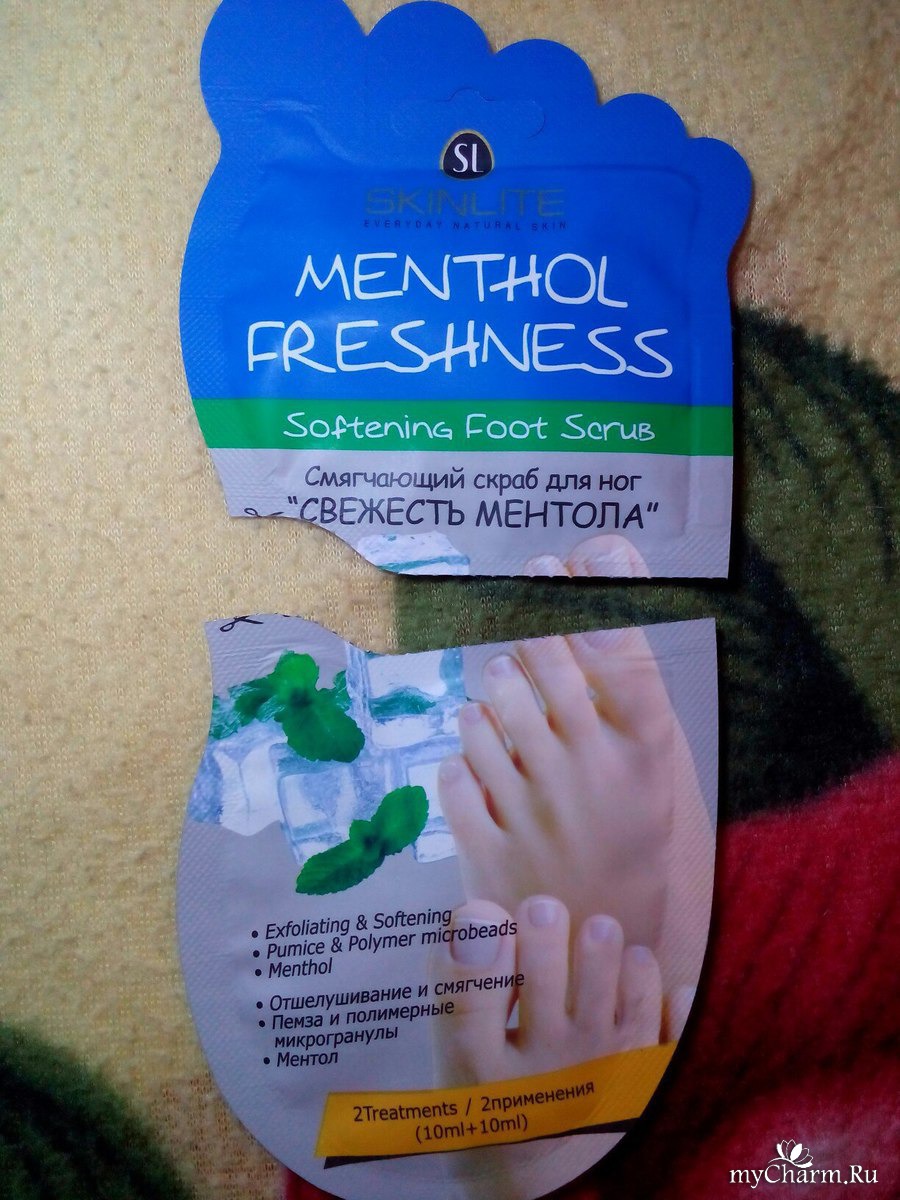 SL
SKINLITE
EVERYDAY NATURAL SKIN
MENTHOL
FRESHNESS
Softening Foot Scrub
Смягчающий скраб для ног
"СВЕЖЕСТЬ МЕНТОЛА"
• Exfoliating & Softening
• Pumice & Polymer microbeads
• Menthol
• Отшелушивание и смягчение
• Пемза и полимерные
микрогранулы
• Ментол
2Treatments / 2применения
(10ml+10ml)
myCharm.Ru